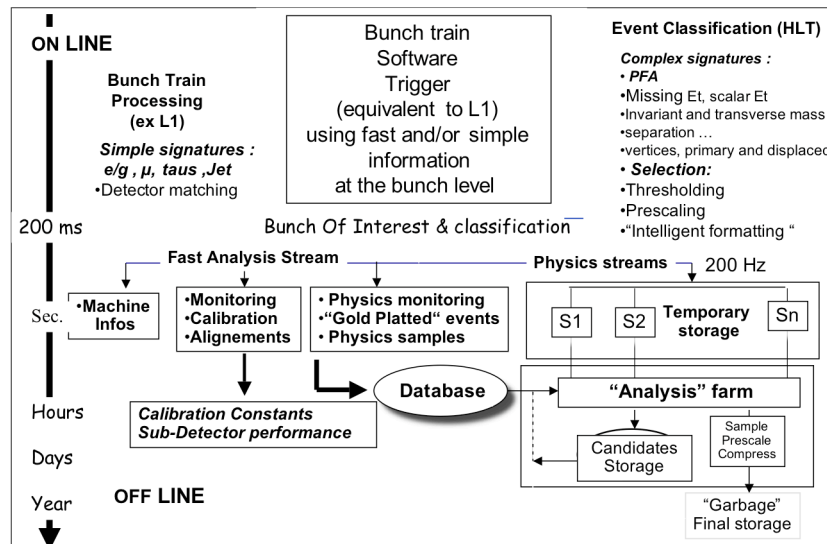 ON LINE
Bunch Train
Processing
(ex L1)
Simple signatures :
e/g , µ, taus ,Jet
•Detector matching
Bunch train
Software
Trigger
(equivalent to L1)
using fast and/or simple
information
at the bunch level
Event Classification (HLT)
Complex signatures :
• PFA
•Missing Et, scalar Et
•Invariant and transverse mass
•separation …
•vertices, primary and displaced
• Selection:
•Thresholding
•Prescaling
•“Intelligent formatting “
200 ms
Bunch Of Interest & classification
Fast Analysis Stream
Physics streams
200 Hz
Sec.
•Machine
Infos
•Monitoring
•Calibration
•Alignements
• Physics monitoring
•“Gold Platted“ events
• Physics samples
S1
S2
Temporary
storage
Sn
Database
“Analysis” farm
Hours
Calibration Constants
Sub-Detector performance
Candidates
Storage
Sample
Prescale
Compress
Days
Year
OFF LINE
“Garbage”
Final storage